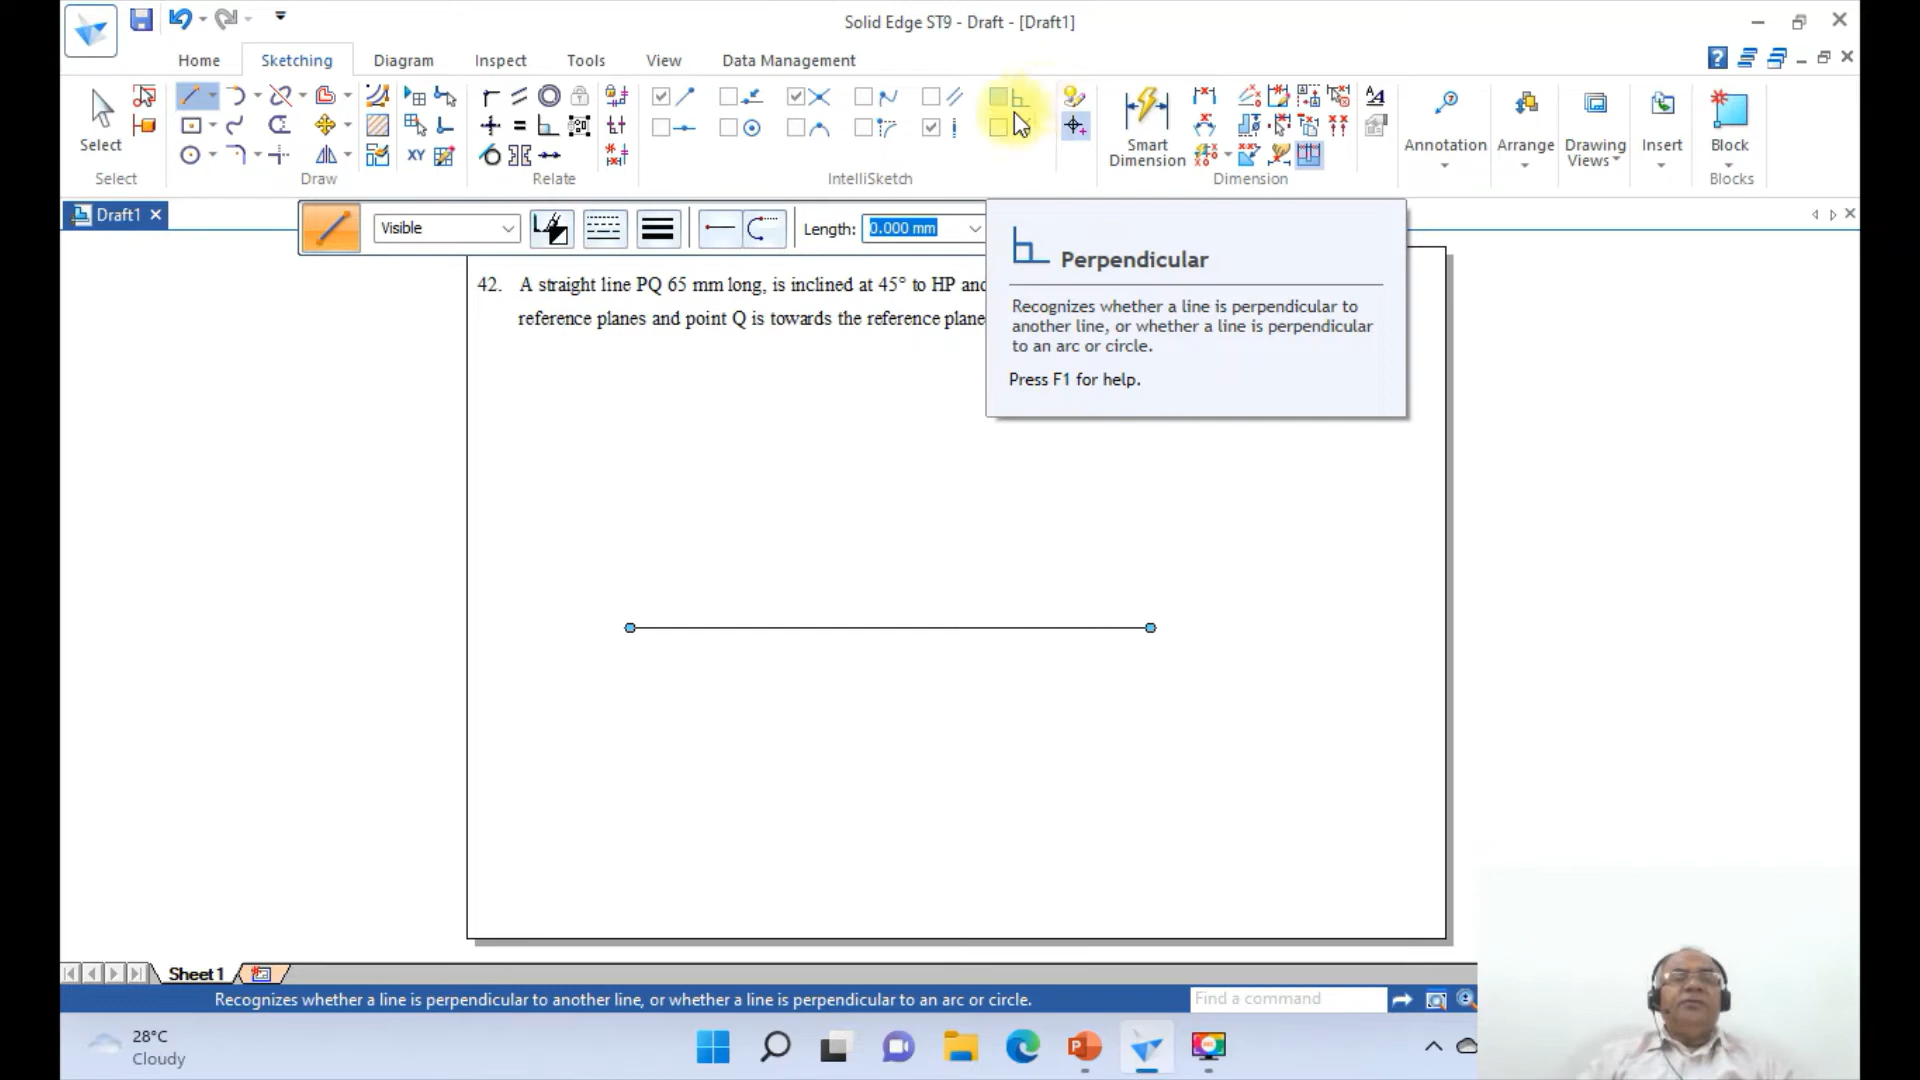 Solid Edge ST9 - Draft - [Draft1]
Home
Sketching
Diagram
Inspect
Tools
View
Data Management
Select
Select
Draw
XY
Relate
IntelliSketch
Smart
Dimension
Dimension
Annotation
Arrange
Drawing
Views
Insert
Block
Blocks
Draft1
Visible
Length:
0.000 mm
Perpendicular
Recognizes whether a line is perpendicular to
another line, or whether a line is perpendicular
to an arc or circle.
Press F1 for help.
42. A straight line PQ 65 mm long, is inclined at 45° to HP and
reference planes and point Q is towards the reference plane
Sheet1
Recognizes whether a line is perpendicular to another line, or whether a line is perpendicular to an arc or circle.
Find a command
28°C
Cloudy